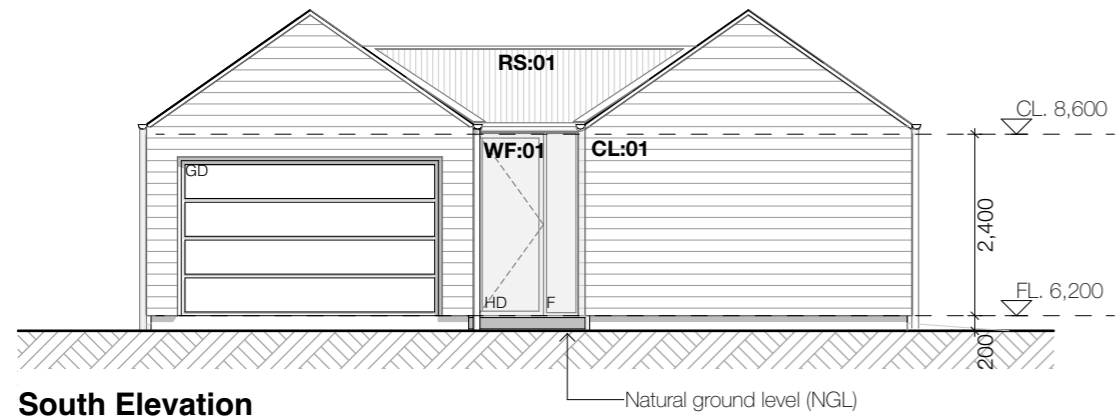 RS:01
CL. 8,600
WF:01
CL:01
GD
2,400
HD
F
FL. 6,200
200
Natural ground level (NGL)
South Elevation